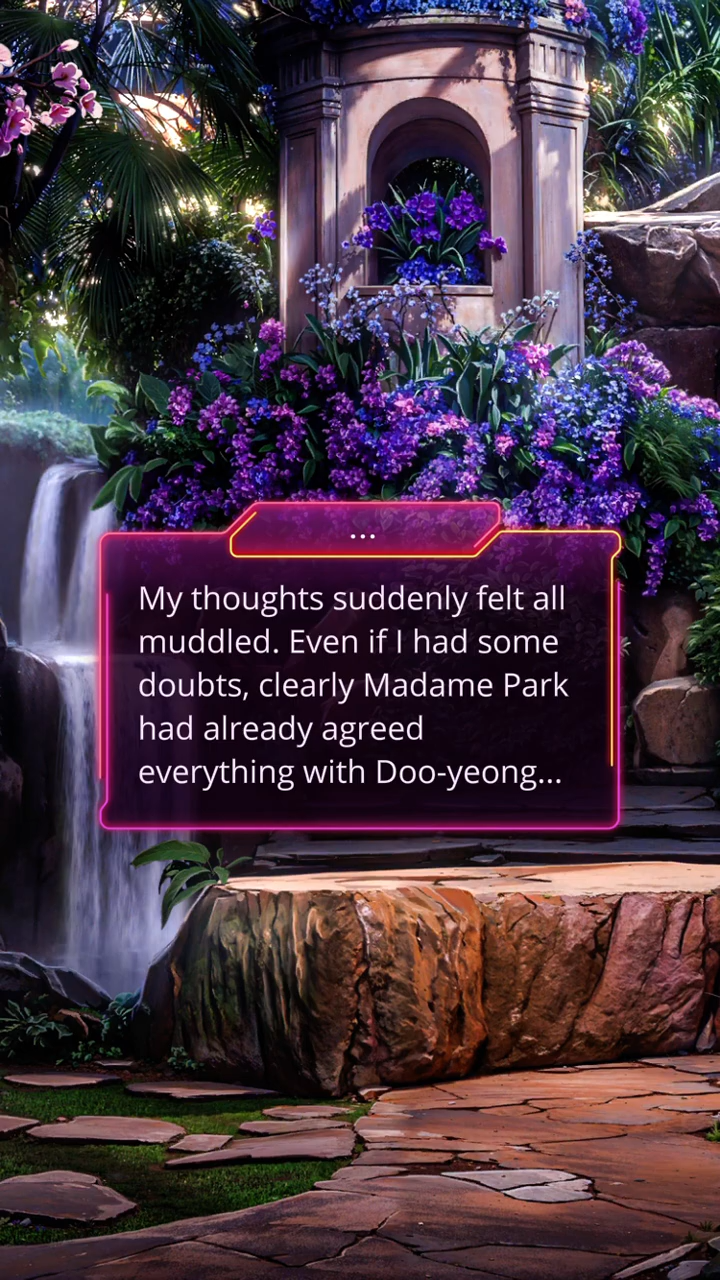 ...
My thoughts suddenly felt all
muddled. Even if I had some
doubts, clearly Madame Park
had already agreed
everything with Doo-yeong...